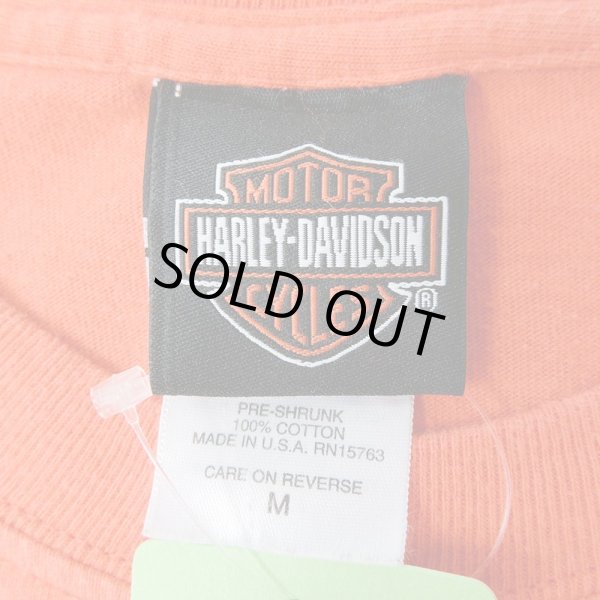 MOTOR
HARLEY-DAVIDSON
CYCLES
®
SOLD OUT
PRE-SHRUNK
100% COTTON
MADE IN U.S.A. RN15763
CARE ON REVERSE
M